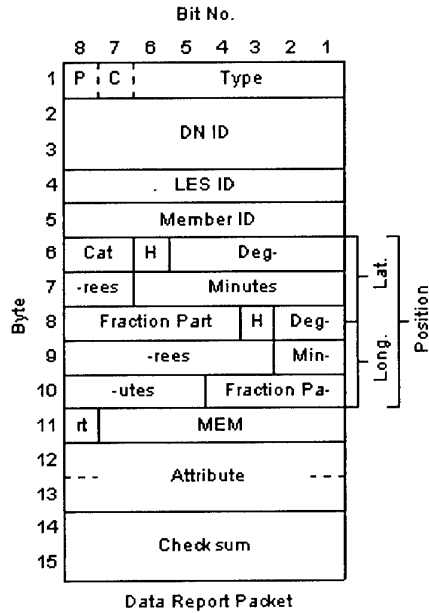 Bit No.
8 7 6 5 4 3 2 1
1 P C Type
2
DN ID
3
4 LES ID
5 Member ID
6 Cat H Deg-
7 -rees Minutes
8 Fraction Part H Deg-
9 -rees Min-
10 -utes Fraction Pa-
11 rt MEM
12
Attribute
13
14
Check sum
15
Byte
Lat.
Long.
Position
Data Report Packet